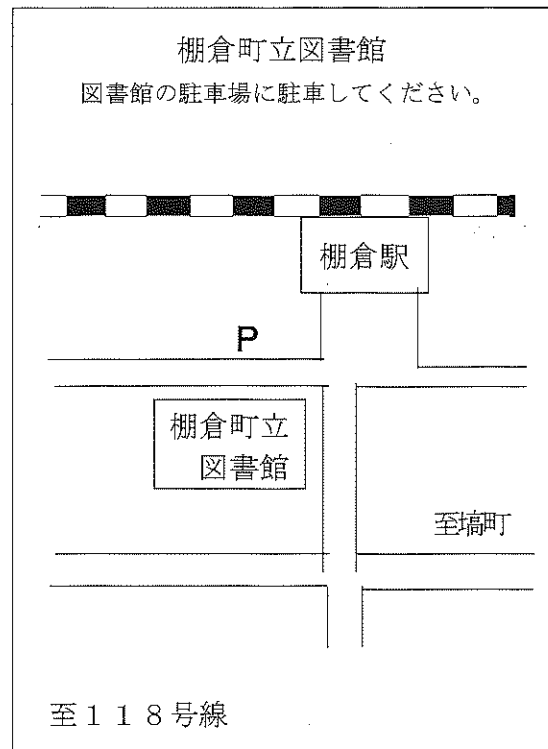 棚倉町立図書館
図書館の駐車場に駐車してください。
棚倉駅
P
棚倉町立
図書館
至塙町
至１１８号線